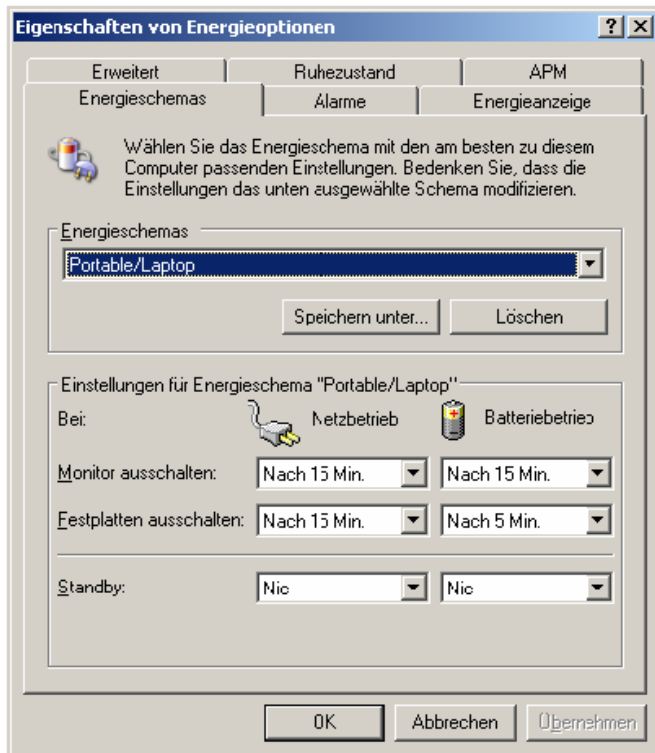 Eigenschaften von Energieoptionen
Erweitert Ruhezustand APM
Energieschemas Alarme Energieanzeige
Wählen Sie das Energieschema mit den am besten zu diesem
Computer passenden Einstellungen. Bedenken Sie, dass die
Einstellungen das unten ausgewählte Schema modifizieren.
Energieschemas
Portable/Laptop
Speichern unter... Löschen
Einstellungen für Energieschema "Portable/Laptop"
Bei: Netzbetrieb Batteriebetrieb
Monitor ausschalten: Nach 15 Min. Nach 15 Min.
Festplatten ausschalten: Nach 15 Min. Nach 5 Min.
Standby: Nie Nie
OK Abbrechen Übernehmen